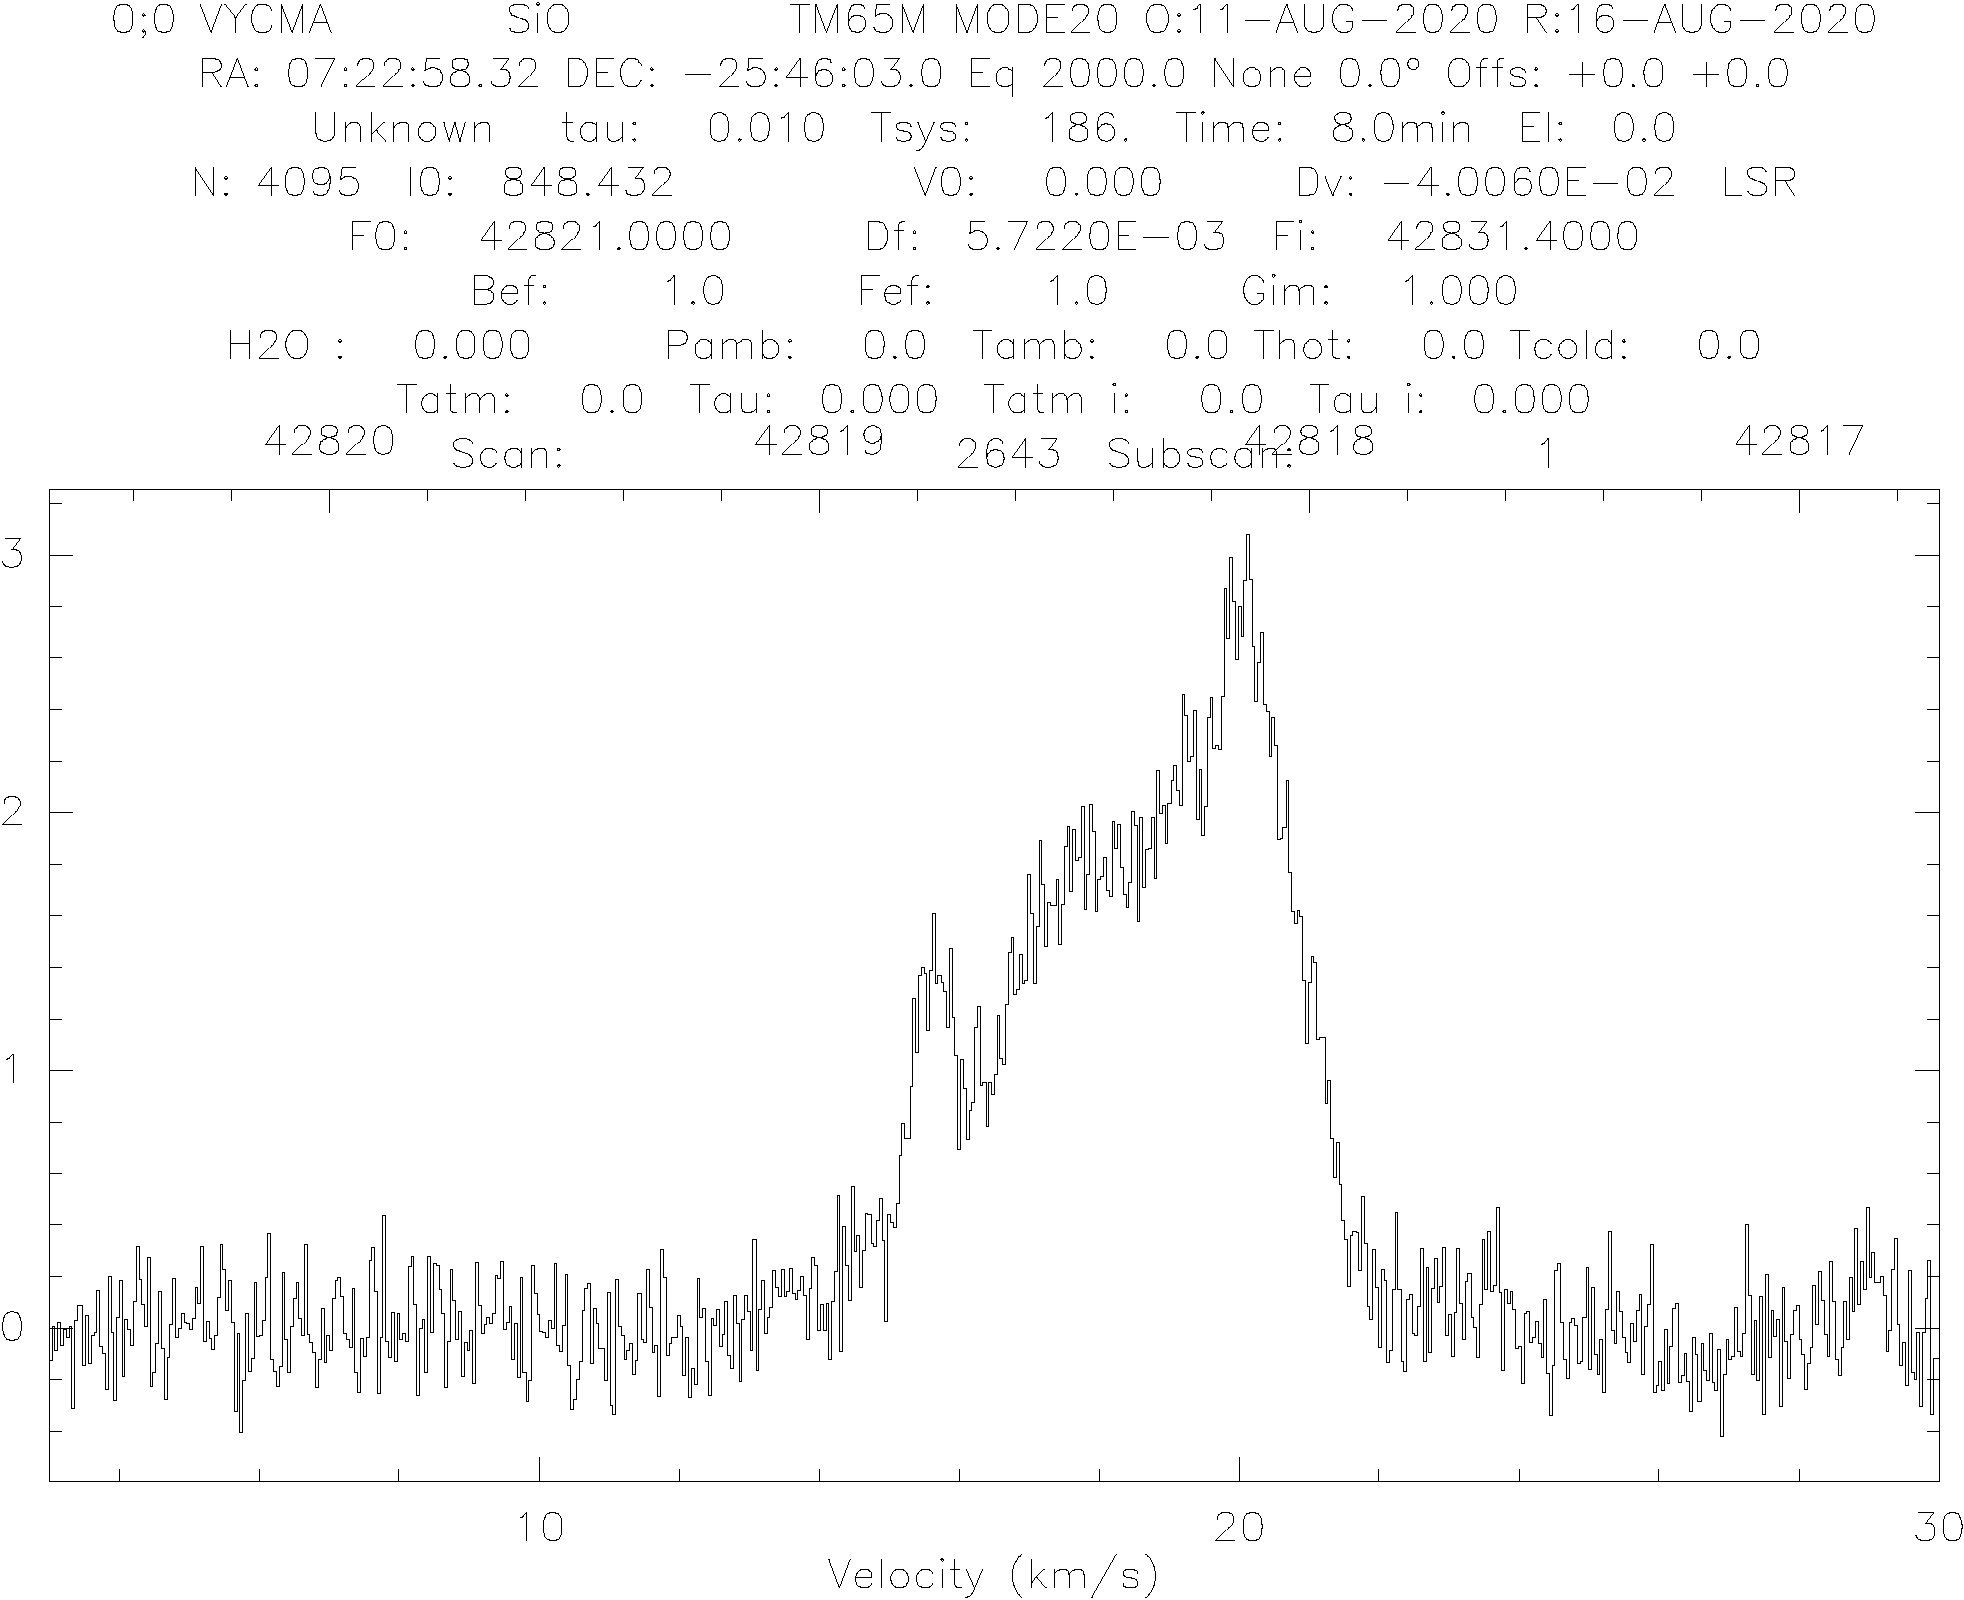 0;0 VYCMA SiO TM65M MODE20 O:11-AUG-2020 R:16-AUG-2020
RA: 07:22:58.32 DEC: -25:46:03.0 Eq 2000.0 None 0.0° Offs: +0.0 +0.0
Unknown tau: 0.010 Tsys: 186. Time: 8.0min El: 0.0
N: 4095 I0: 848.432 V0: 0.000 Dv: -4.0060E-02 LSR
F0: 42821.0000 Df: 5.7220E-03 Fi: 42831.4000
Bef: 1.0 Fef: 1.0 Gim: 1.000
H2O : 0.000 Pamb: 0.0 Tamb: 0.0 Thot: 0.0 Tcold: 0.0
Tatm: 0.0 Tau: 0.000 Tatm i: 0.0 Tau i: 0.000
Scan: 2643 Subscan: 1
42820 42819 42818 42817
3
2
1
0
10 20 30
Velocity (km/s)